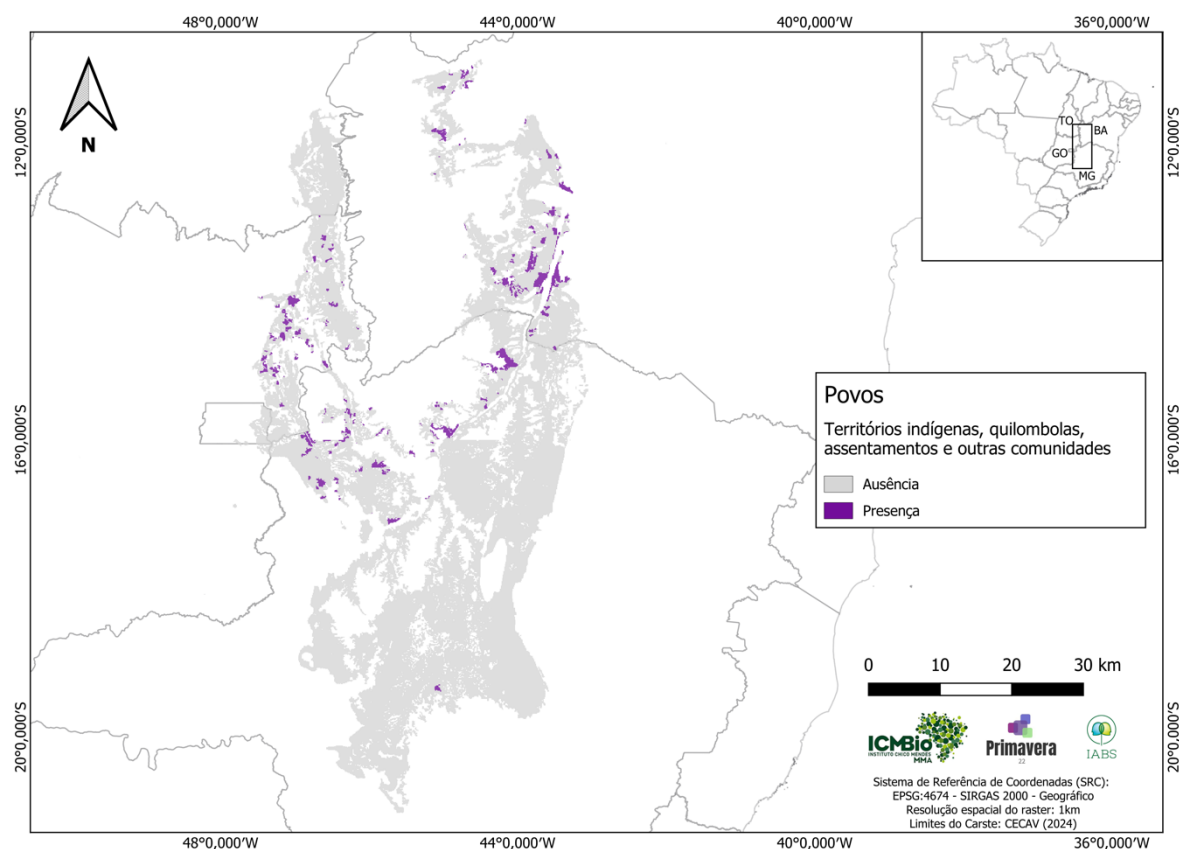 48°0,000'W 44°0,000'W 40°0,000'W 36°0,000'W
12°0,000'S
12°0,000'S
N
TO
BA
GO
MG
Povos
Territórios indígenas, quilombolas,
assentamentos e outras comunidades
Ausência
Presença
16°0,000'S
16°0,000'S
0 10 20 30 km
ICMBio
INSTITUTO CHICO MENDES
MMA
Primavera
22
IABS
20°0,000'S
20°0,000'S
Sistema de Referência de Coordenadas (SRC):
EPSG:4674 - SIRGAS 2000 - Geográfico
Resolução espacial do raster: 1km
Limites do Carste: CECAV (2024)
48°0,000'W 44°0,000'W 40°0,000'W 36°0,000'W